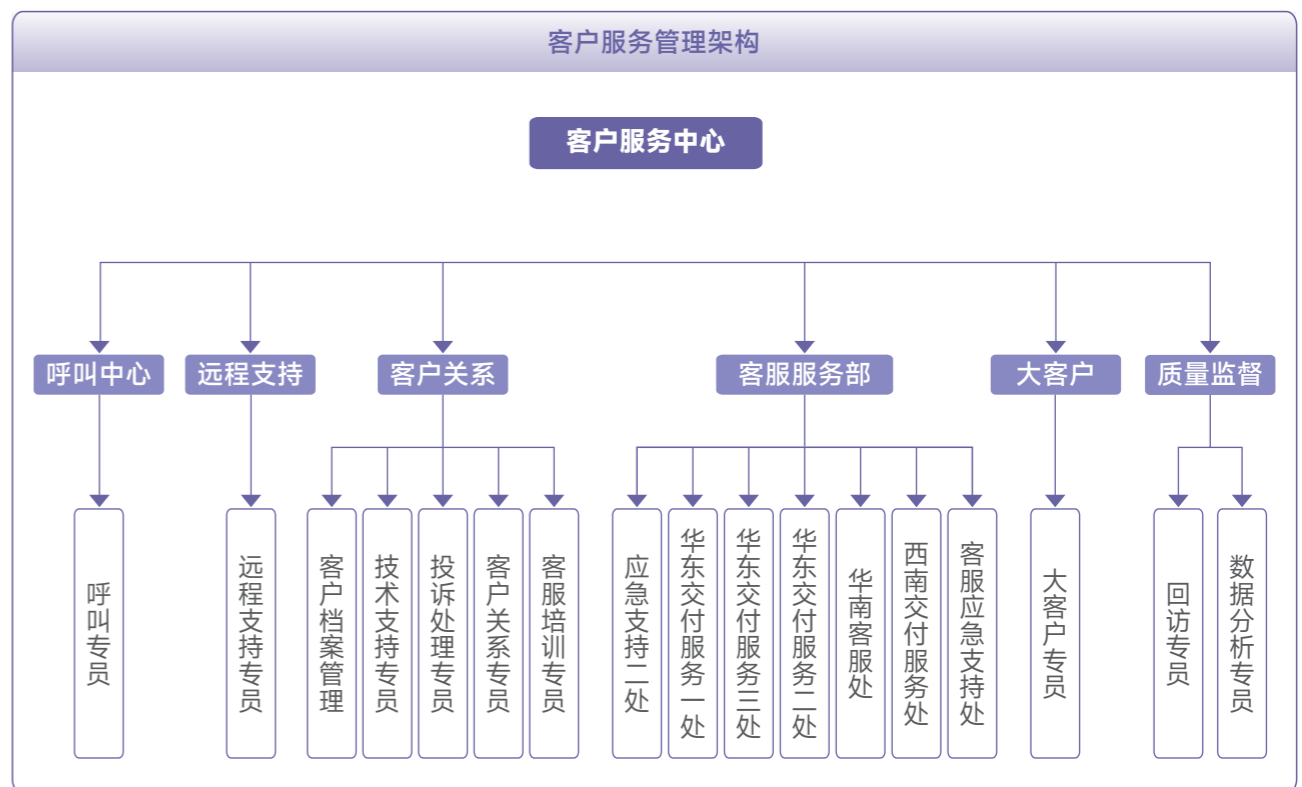 客户服务管理架构
客户服务中心
呼叫中心
远程支持
客户关系
客服服务部
大客户
质量监督
呼叫专员
远程支持专员
客户档案管理
技术支持专员
投诉处理专员
客户关系专员
客服培训专员
应急支持二处
华东交付服务一处
华东交付服务三处
华东交付服务二处
华南客服处
西南交付服务处
客服应急支持处
大客户专员
回访专员
数据分析专员